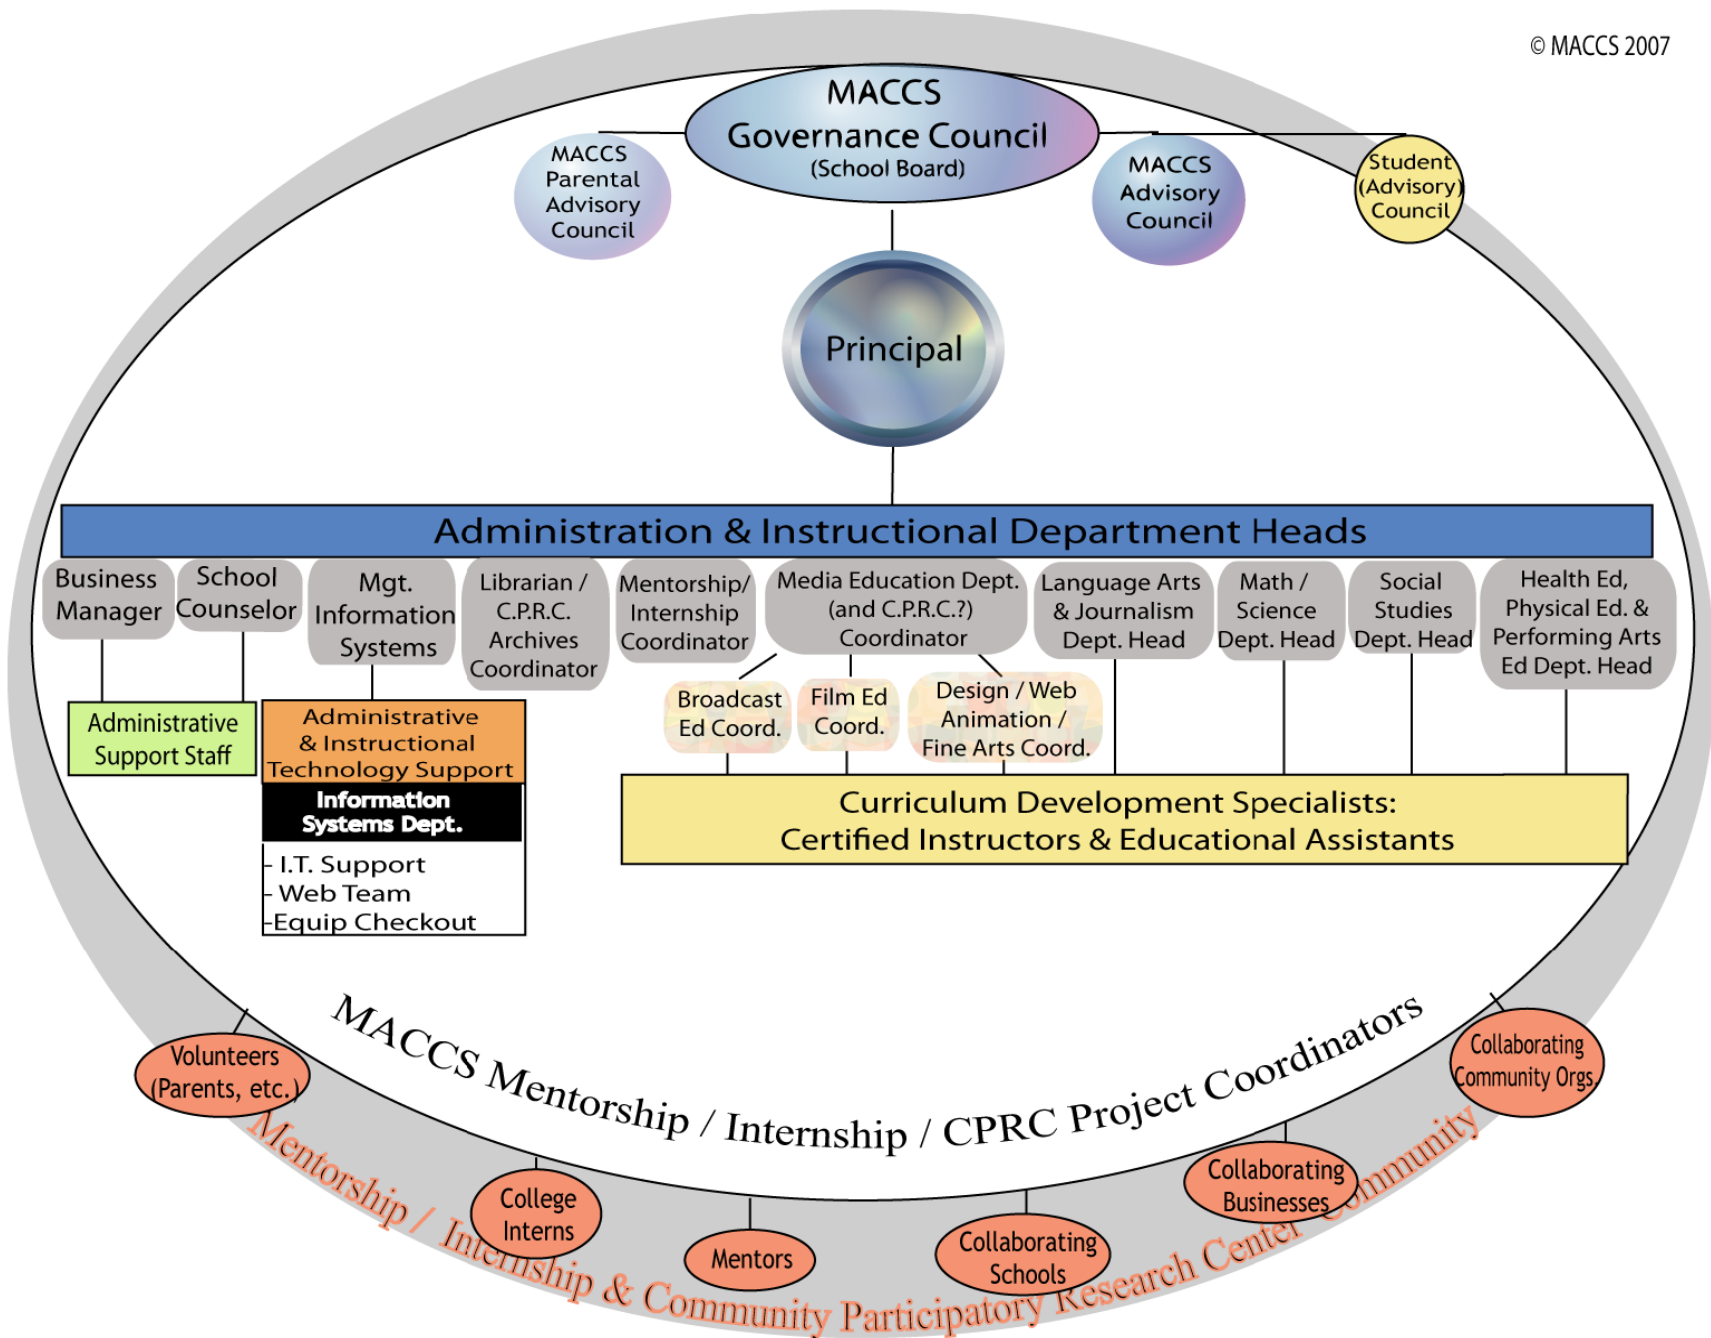 © MACCS 2007
MACCS
Governance Council
(School Board)
MACCS
Parental
Advisory
Council
MACCS
Advisory
Council
Student
(Advisory)
Council
Principal
Administration & Instructional Department Heads
Business
Manager
School
Counselor
Mgt.
Information
Systems
Librarian /
C.P.R.C.
Archives
Coordinator
Mentorship/
Internship
Coordinator
Media Education Dept.
(and C.P.R.C.?)
Coordinator
Language Arts
& Journalism
Dept. Head
Math /
Science
Dept. Head
Social
Studies
Dept. Head
Health Ed,
Physical Ed. &
Performing Arts
Ed Dept. Head
Broadcast
Ed Coord.
Film Ed
Coord.
Design / Web
Animation /
Fine Arts Coord.
Administrative
Support Staff
Administrative
& Instructional
Technology Support
Information
Systems Dept.
- I.T. Support
- Web Team
-Equip Checkout
Curriculum Development Specialists:
Certified Instructors & Educational Assistants
MACCS Mentorship / Internship / CPRC Project Coordinators
Volunteers
(Parents, etc.)
College
Interns
Mentors
Collaborating
Schools
Collaborating
Businesses
Collaborating
Community Orgs.
Mentorship / Internship & Community Participatory Research Center Community